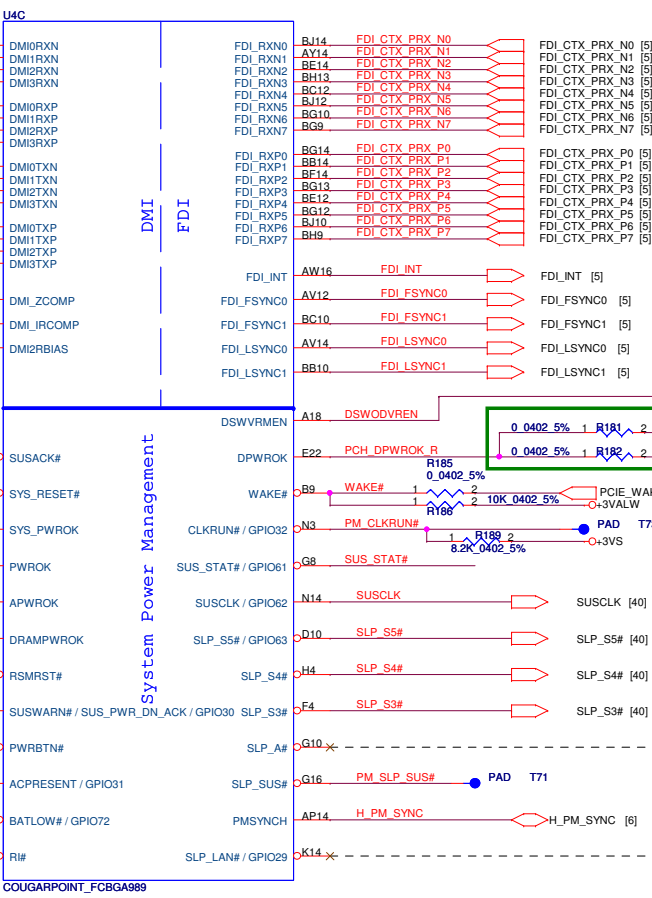 U4C
DMI0RXN FDI_RXN0 BJ14 FDI_CTX_PRX_N0 FDI_CTX_PRX_N0 [5]
DMI1RXN FDI_RXN1 AY14 FDI_CTX_PRX_N1 FDI_CTX_PRX_N1 [5]
DMI2RXN FDI_RXN2 BE14 FDI_CTX_PRX_N2 FDI_CTX_PRX_N2 [5]
DMI3RXN FDI_RXN3 BH13 FDI_CTX_PRX_N3 FDI_CTX_PRX_N3 [5]
FDI_RXN4 BC12 FDI_CTX_PRX_N4 FDI_CTX_PRX_N4 [5]
DMI0RXP FDI_RXN5 BJ12 FDI_CTX_PRX_N5 FDI_CTX_PRX_N5 [5]
DMI1RXP FDI_RXN6 BG10 FDI_CTX_PRX_N6 FDI_CTX_PRX_N6 [5]
DMI2RXP FDI_RXN7 BG9 FDI_CTX_PRX_N7 FDI_CTX_PRX_N7 [5]
DMI3RXP
FDI_RXP0 BG14 FDI_CTX_PRX_P0 FDI_CTX_PRX_P0 [5]
DMI0TXN FDI_RXP1 BB14 FDI_CTX_PRX_P1 FDI_CTX_PRX_P1 [5]
DMI1TXN FDI_RXP2 BF14 FDI_CTX_PRX_P2 FDI_CTX_PRX_P2 [5]
DMI2TXN FDI_RXP3 BG13 FDI_CTX_PRX_P3 FDI_CTX_PRX_P3 [5]
DMI3TXN FDI_RXP4 BE12 FDI_CTX_PRX_P4 FDI_CTX_PRX_P4 [5]
FDI_RXP5 BG12 FDI_CTX_PRX_P5 FDI_CTX_PRX_P5 [5]
DMI0TXP FDI_RXP6 BJ10 FDI_CTX_PRX_P6 FDI_CTX_PRX_P6 [5]
DMI1TXP FDI_RXP7 BH9 FDI_CTX_PRX_P7 FDI_CTX_PRX_P7 [5]
DMI2TXP
DMI3TXP
DMI FDI
FDI_INT AW16 FDI_INT FDI_INT [5]
DMI_ZCOMP FDI_FSYNC0 AV12 FDI_FSYNC0 FDI_FSYNC0 [5]
DMI_IRCOMP FDI_FSYNC1 BC10 FDI_FSYNC1 FDI_FSYNC1 [5]
DMI2RBIAS FDI_LSYNC0 AV14 FDI_LSYNC0 FDI_LSYNC0 [5]
FDI_LSYNC1 BB10 FDI_LSYNC1 FDI_LSYNC1 [5]
System Power Management
DSWVRMEN A18 DSWODVREN
0_0402_5% 1 R181 2
SUSACK# DPWROK E22 PCH_DPWROK_R 0_0402_5% 1 R182 2
R185
0_0402_5%
SYS_RESET# WAKE# B9 WAKE# 1 2 PCIE_WAK
R186 1 2 10K_0402_5% +3VALW
SYS_PWROK CLKRUN# / GPIO32 N3 PM_CLKRUN# PAD
1 R189 2 +3VS
8.2K_0402_5%
PWROK SUS_STAT# / GPIO61 G8 SUS_STAT#
APWROK SUSCLK / GPIO62 N14 SUSCLK SUSCLK [40]
DRAMPWROK SLP_S5# / GPIO63 D10 SLP_S5# SLP_S5# [40]
RSMRST# SLP_S4# H4 SLP_S4# SLP_S4# [40]
SUSWARN# / SUS_PWR_DN_ACK / GPIO30 SLP_S3# F4 SLP_S3# SLP_S3# [40]
PWRBTN# SLP_A# G10
ACPRESENT / GPIO31 SLP_SUS# G16 PM_SLP_SUS# PAD T71
BATLOW# / GPIO72 PMSYNCH AP14 H_PM_SYNC H_PM_SYNC [6]
RI# SLP_LAN# / GPIO29 K14
COUGARPOINT_FCBGA989